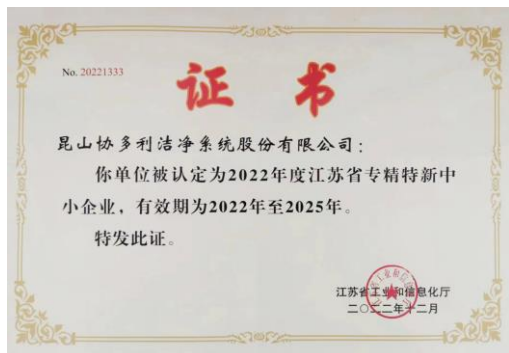 No. 20221333
证 书
昆山协多利洁净系统股份有限公司：
你单位被认定为2022年度江苏省专精特新中
小企业，有效期为2022年至2025年。
特发此证。
江苏省工业和信息化厅
二〇二二年十二月